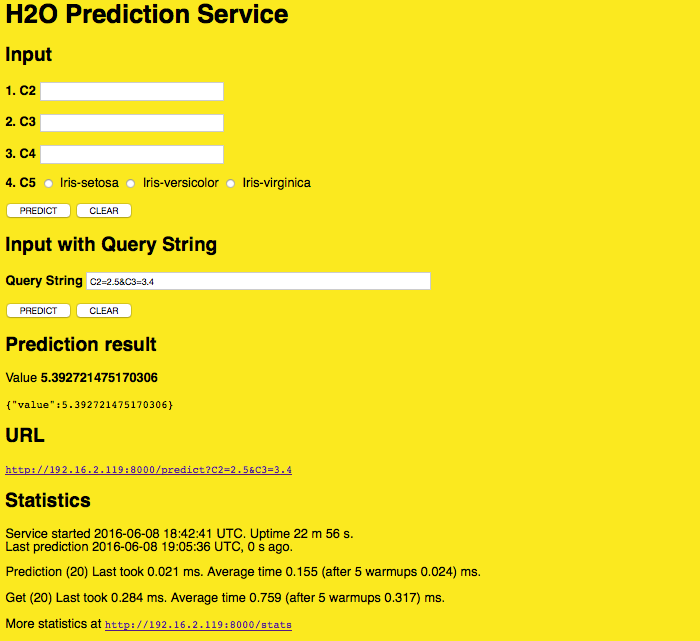 H2O Prediction Service
Input
1. C2
2. C3
3. C4
4. C5 Iris-setosa Iris-versicolor Iris-virginica
PREDICT CLEAR
Input with Query String
Query String C2=2.5&C3=3.4
PREDICT CLEAR
Prediction result
Value 5.392721475170306
{"value":5.392721475170306}
URL
http://192.16.2.119:8000/predict?C2=2.5&C3=3.4
Statistics
Service started 2016-06-08 18:42:41 UTC. Uptime 22 m 56 s.
Last prediction 2016-06-08 19:05:36 UTC, 0 s ago.
Prediction (20) Last took 0.021 ms. Average time 0.155 (after 5 warmups 0.024) ms.
Get (20) Last took 0.284 ms. Average time 0.759 (after 5 warmups 0.317) ms.
More statistics at http://192.16.2.119:8000/stats